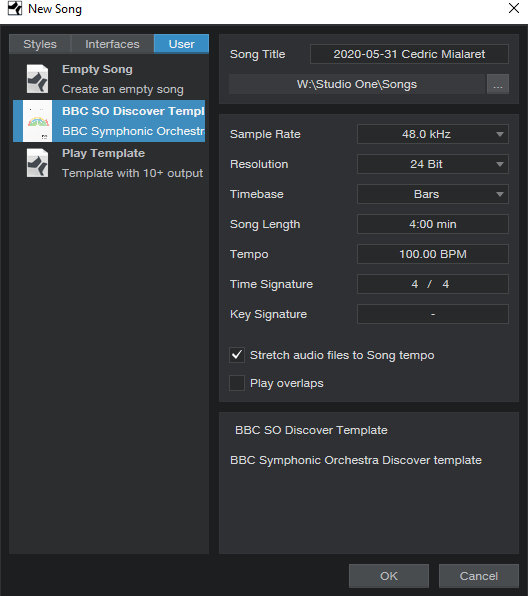 New Song
Styles Interfaces User
Empty Song
Create an empty song
BBC SO Discover Templ
BBC Symphonic Orchestra
Play Template
Template with 10+ output
Song Title 2020-05-31 Cedric Mialaret
W:\Studio One\Songs ...
Sample Rate 48.0 kHz
Resolution 24 Bit
Timebase Bars
Song Length 4:00 min
Tempo 100.00 BPM
Time Signature 4 / 4
Key Signature -
Stretch audio files to Song tempo
Play overlaps
BBC SO Discover Template
BBC Symphonic Orchestra Discover template
OK Cancel